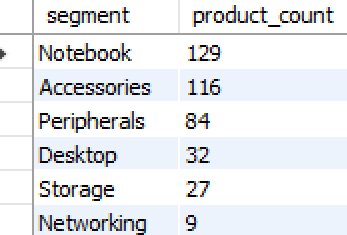 segment product_count
Notebook 129
Accessories 116
Peripherals 84
Desktop 32
Storage 27
Networking 9